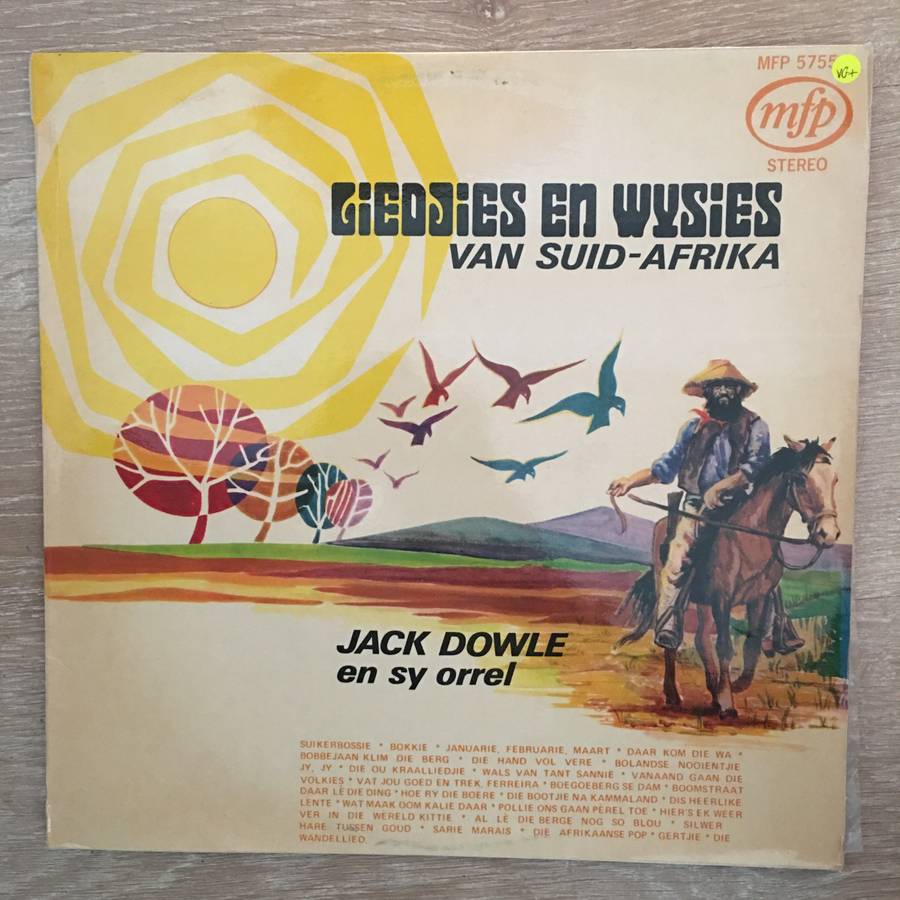 MFP 5755
VG+
mfp
STEREO
LIEDJIES EN WYSIES
VAN SUID-AFRIKA
JACK DOWLE
en sy orrel
SUIKERBOSSIE * BOKKIE * JANUARIE, FEBRUARIE, MAART * DAAR KOM DIE WA *
BOBBEJAAN KLIM DIE BERG * DIE HAND VOL VERE * BOLANDSE NOOIENTJIE
JY, JY * DIE OU KRAALLIEDJIE * WALS VAN TANT SANNIE * VANAAND GAAN DIE
VOLKIES * VAT JOU GOED EN TREK, FERREIRA * BOEGOEBERG SE DAM * BOOMSTRAAT
DAAR LÊ DIE DING * HOE RY DIE BOERE * DIE BOOTJIE NA KAMMALAND * DIS HEERLIKE
LENTE * WAT MAAK OOM KALIE DAAR * POLLIE ONS GAAN PÊREL TOE * HIER'S EK WEER
VER IN DIE WERELD KITTIE * AL LÊ DIE BERGE NOG SO BLOU * SILWER
HARE TUSSEN GOUD * SARIE MARAIS * DIE AFRIKAANSE POP * GERTJIE * DIE
WANDELLIED.